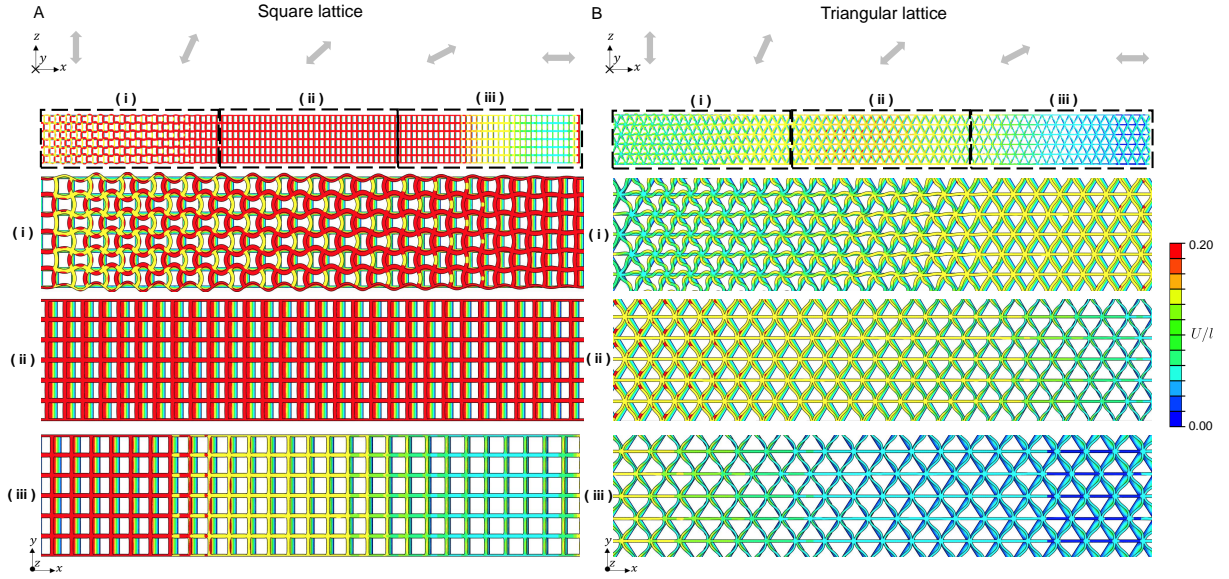 A
Square lattice
z
y
x
( i )
( ii )
( iii )
( i )
( ii )
( iii )
y
z
x
B
Triangular lattice
z
y
x
( i )
( ii )
( iii )
( i )
( ii )
( iii )
y
z
x
0.20
U/l
0.00